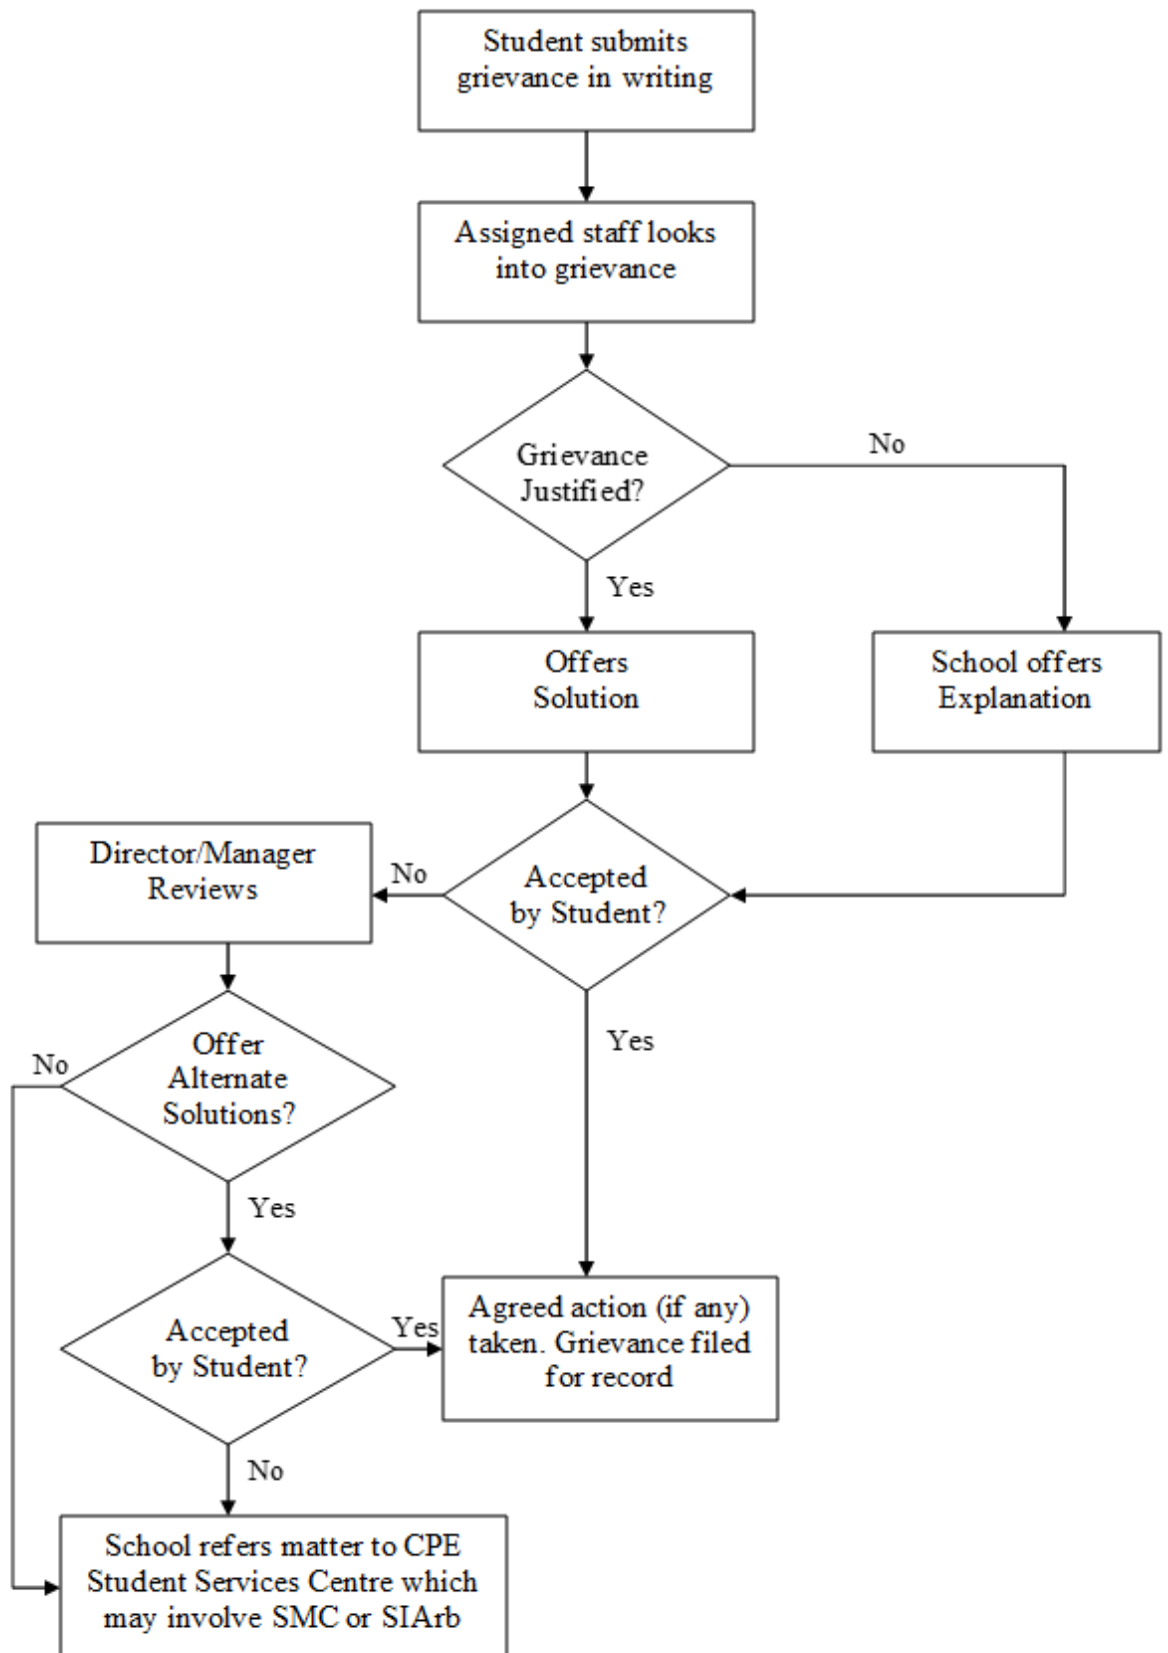 Student submits
grievance in writing
Assigned staff looks
into grievance
Grievance
Justified?
No
Yes
Offers
Solution
School offers
Explanation
Director/Manager
Reviews
No
Accepted
by Student?
Yes
Offer
Alternate
Solutions?
No
Yes
Accepted
by Student?
Yes
Agreed action (if any)
taken. Grievance filed
for record
No
School refers matter to CPE
Student Services Centre which
may involve SMC or SIArb